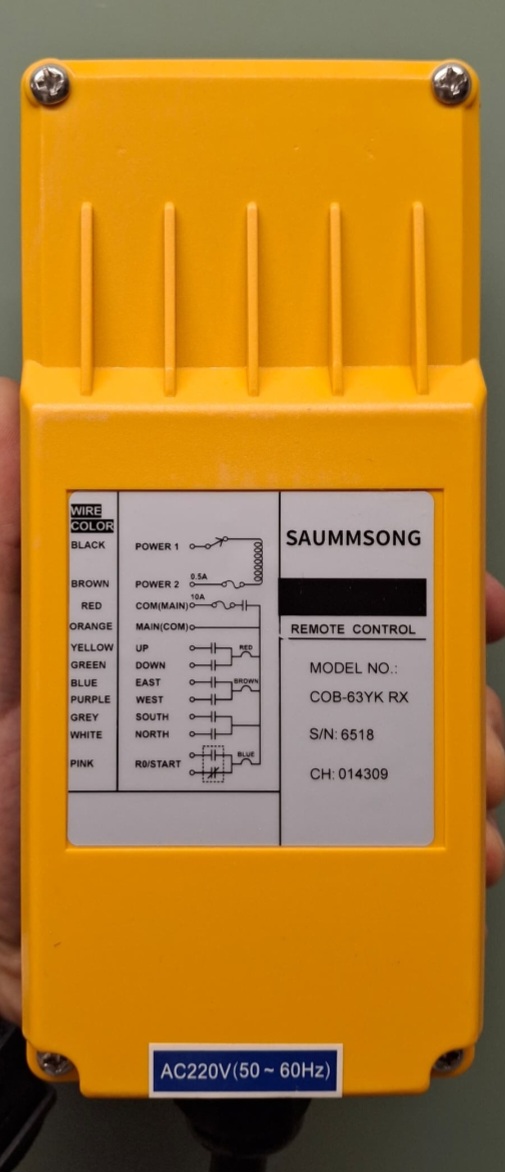 WIRE
COLOR
BLACK POWER 1
BROWN POWER 2 0.5A
RED COM(MAIN) 10A
ORANGE MAIN(COM)
YELLOW UP RED
GREEN DOWN
BLUE EAST BROWN
PURPLE WEST
GREY SOUTH
WHITE NORTH
PINK R0/START BLUE
SAUMMSONG
REMOTE CONTROL
MODEL NO.:
COB-63YK RX
S/N: 6518
CH: 014309
AC220V(50~60Hz)